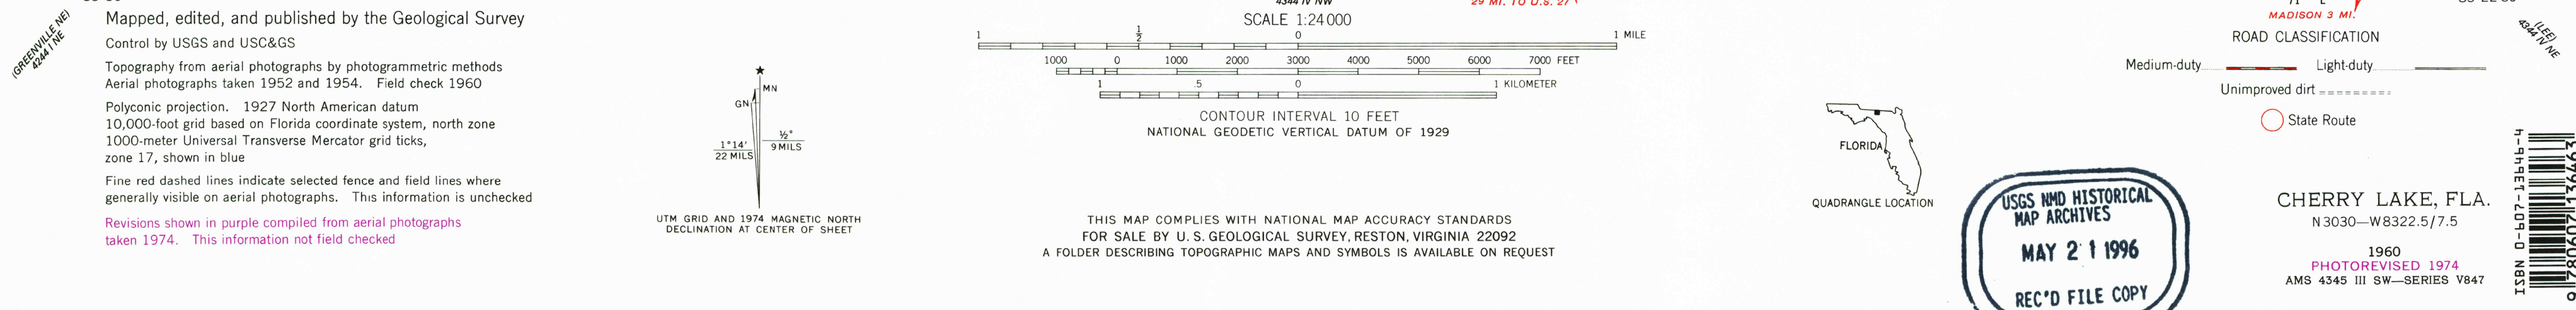 (GREENVILLE NE)
4244 I NE
Mapped, edited, and published by the Geological Survey
Control by USGS and USC&GS
Topography from aerial photographs by photogrammetric methods
Aerial photographs taken 1952 and 1954. Field check 1960
Polyconic projection. 1927 North American datum
10,000-foot grid based on Florida coordinate system, north zone
1000-meter Universal Transverse Mercator grid ticks,
zone 17, shown in blue
Fine red dashed lines indicate selected fence and field lines where
generally visible on aerial photographs. This information is unchecked
Revisions shown in purple compiled from aerial photographs
taken 1974. This information not field checked
★
MN
GN
1°14'
22 MILS
½°
9 MILS
UTM GRID AND 1974 MAGNETIC NORTH
DECLINATION AT CENTER OF SHEET
4344 IV NW
29 MI. TO U.S. 27
SCALE 1:24 000
1 ½ 0 1 MILE
1000 0 1000 2000 3000 4000 5000 6000 7000 FEET
1 .5 0 1 KILOMETER
CONTOUR INTERVAL 10 FEET
NATIONAL GEODETIC VERTICAL DATUM OF 1929
THIS MAP COMPLIES WITH NATIONAL MAP ACCURACY STANDARDS
FOR SALE BY U.S. GEOLOGICAL SURVEY, RESTON, VIRGINIA 22092
A FOLDER DESCRIBING TOPOGRAPHIC MAPS AND SYMBOLS IS AVAILABLE ON REQUEST
FLORIDA
QUADRANGLE LOCATION
MADISON 3 MI.
ROAD CLASSIFICATION
Medium-duty Light-duty
Unimproved dirt
State Route
(LEE)
4344 IV NE
USGS NMD HISTORICAL
MAP ARCHIVES
MAY 21 1996
REC'D FILE COPY
CHERRY LAKE, FLA.
N3030—W8322.5/7.5
1960
PHOTOREVISED 1974
AMS 4345 III SW—SERIES V847
ISBN 0-607-13646-4